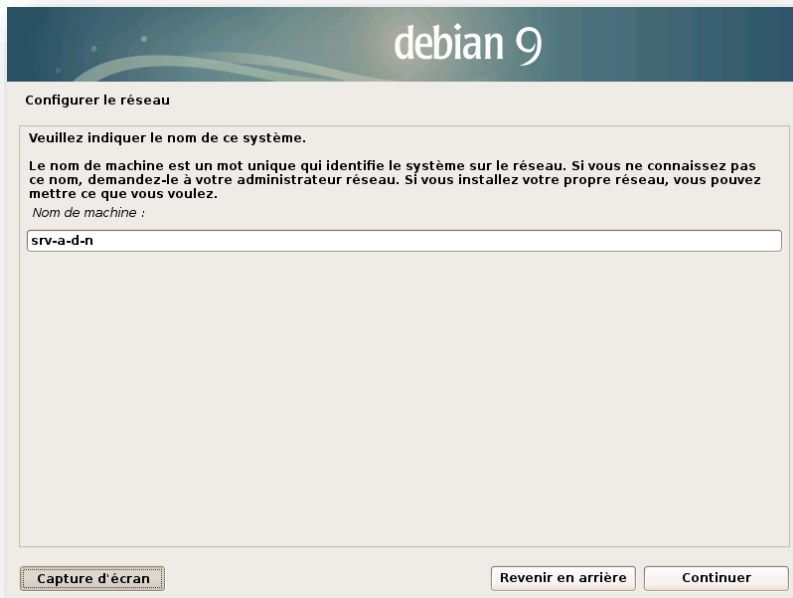 debian 9
Configurer le réseau
Veuillez indiquer le nom de ce système.
Le nom de machine est un mot unique qui identifie le système sur le réseau. Si vous ne connaissez pas
ce nom, demandez-le à votre administrateur réseau. Si vous installez votre propre réseau, vous pouvez
mettre ce que vous voulez.
Nom de machine :
srv-a-d-n
Capture d'écran
Revenir en arrière
Continuer